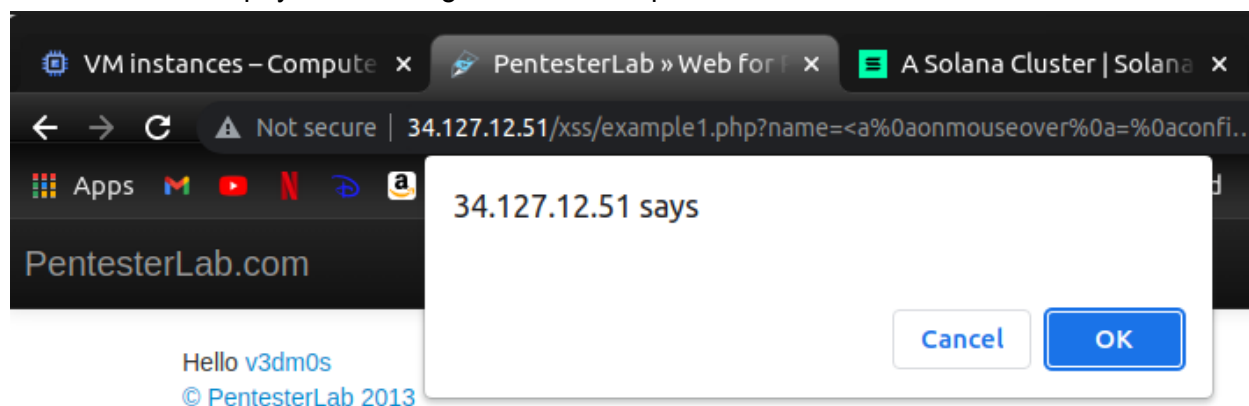 VM instances – Compute
PentesterLab » Web for
A Solana Cluster | Solana
Not secure | 34.127.12.51/xss/example1.php?name=<a%0aonmouseover%0a=%0aconfi...
Apps
34.127.12.51 says
PentesterLab.com
Cancel
OK
Hello v3dm0s
© PentesterLab 2013